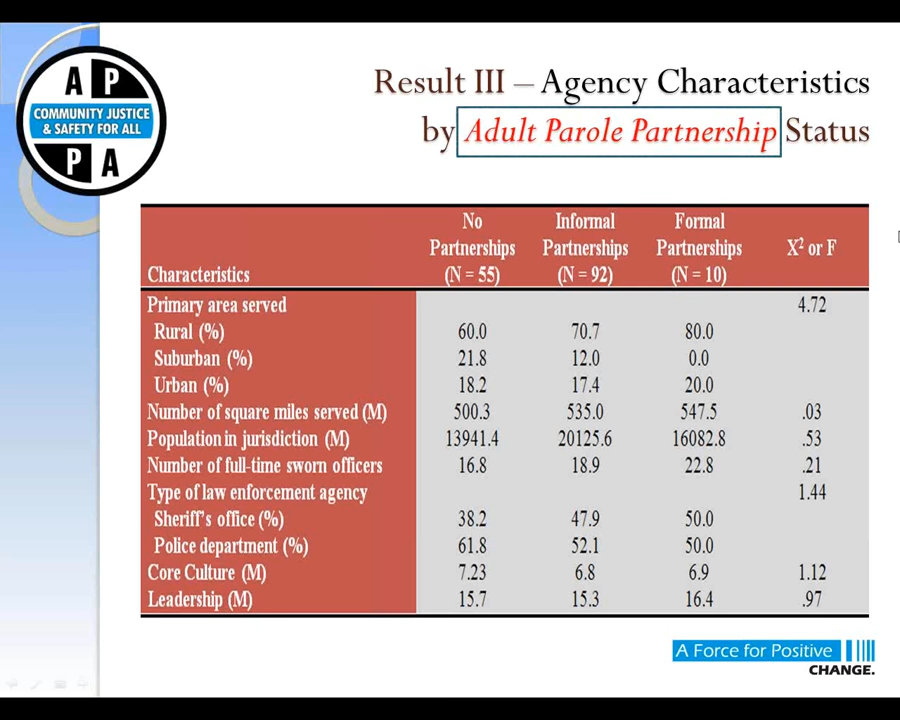 A P
COMMUNITY JUSTICE
& SAFETY FOR ALL
P A
Result III – Agency Characteristics
by Adult Parole Partnership Status
Characteristics No Partnerships (N = 55) Informal Partnerships (N = 92) Formal Partnerships (N = 10) X² or F
Primary area served 4.72
Rural (%) 60.0 70.7 80.0
Suburban (%) 21.8 12.0 0.0
Urban (%) 18.2 17.4 20.0
Number of square miles served (M) 500.3 535.0 547.5 .03
Population in jurisdiction (M) 13941.4 20125.6 16082.8 .53
Number of full-time sworn officers 16.8 18.9 22.8 .21
Type of law enforcement agency 1.44
Sheriff's office (%) 38.2 47.9 50.0
Police department (%) 61.8 52.1 50.0
Core Culture (M) 7.23 6.8 6.9 1.12
Leadership (M) 15.7 15.3 16.4 .97
A Force for Positive
CHANGE.